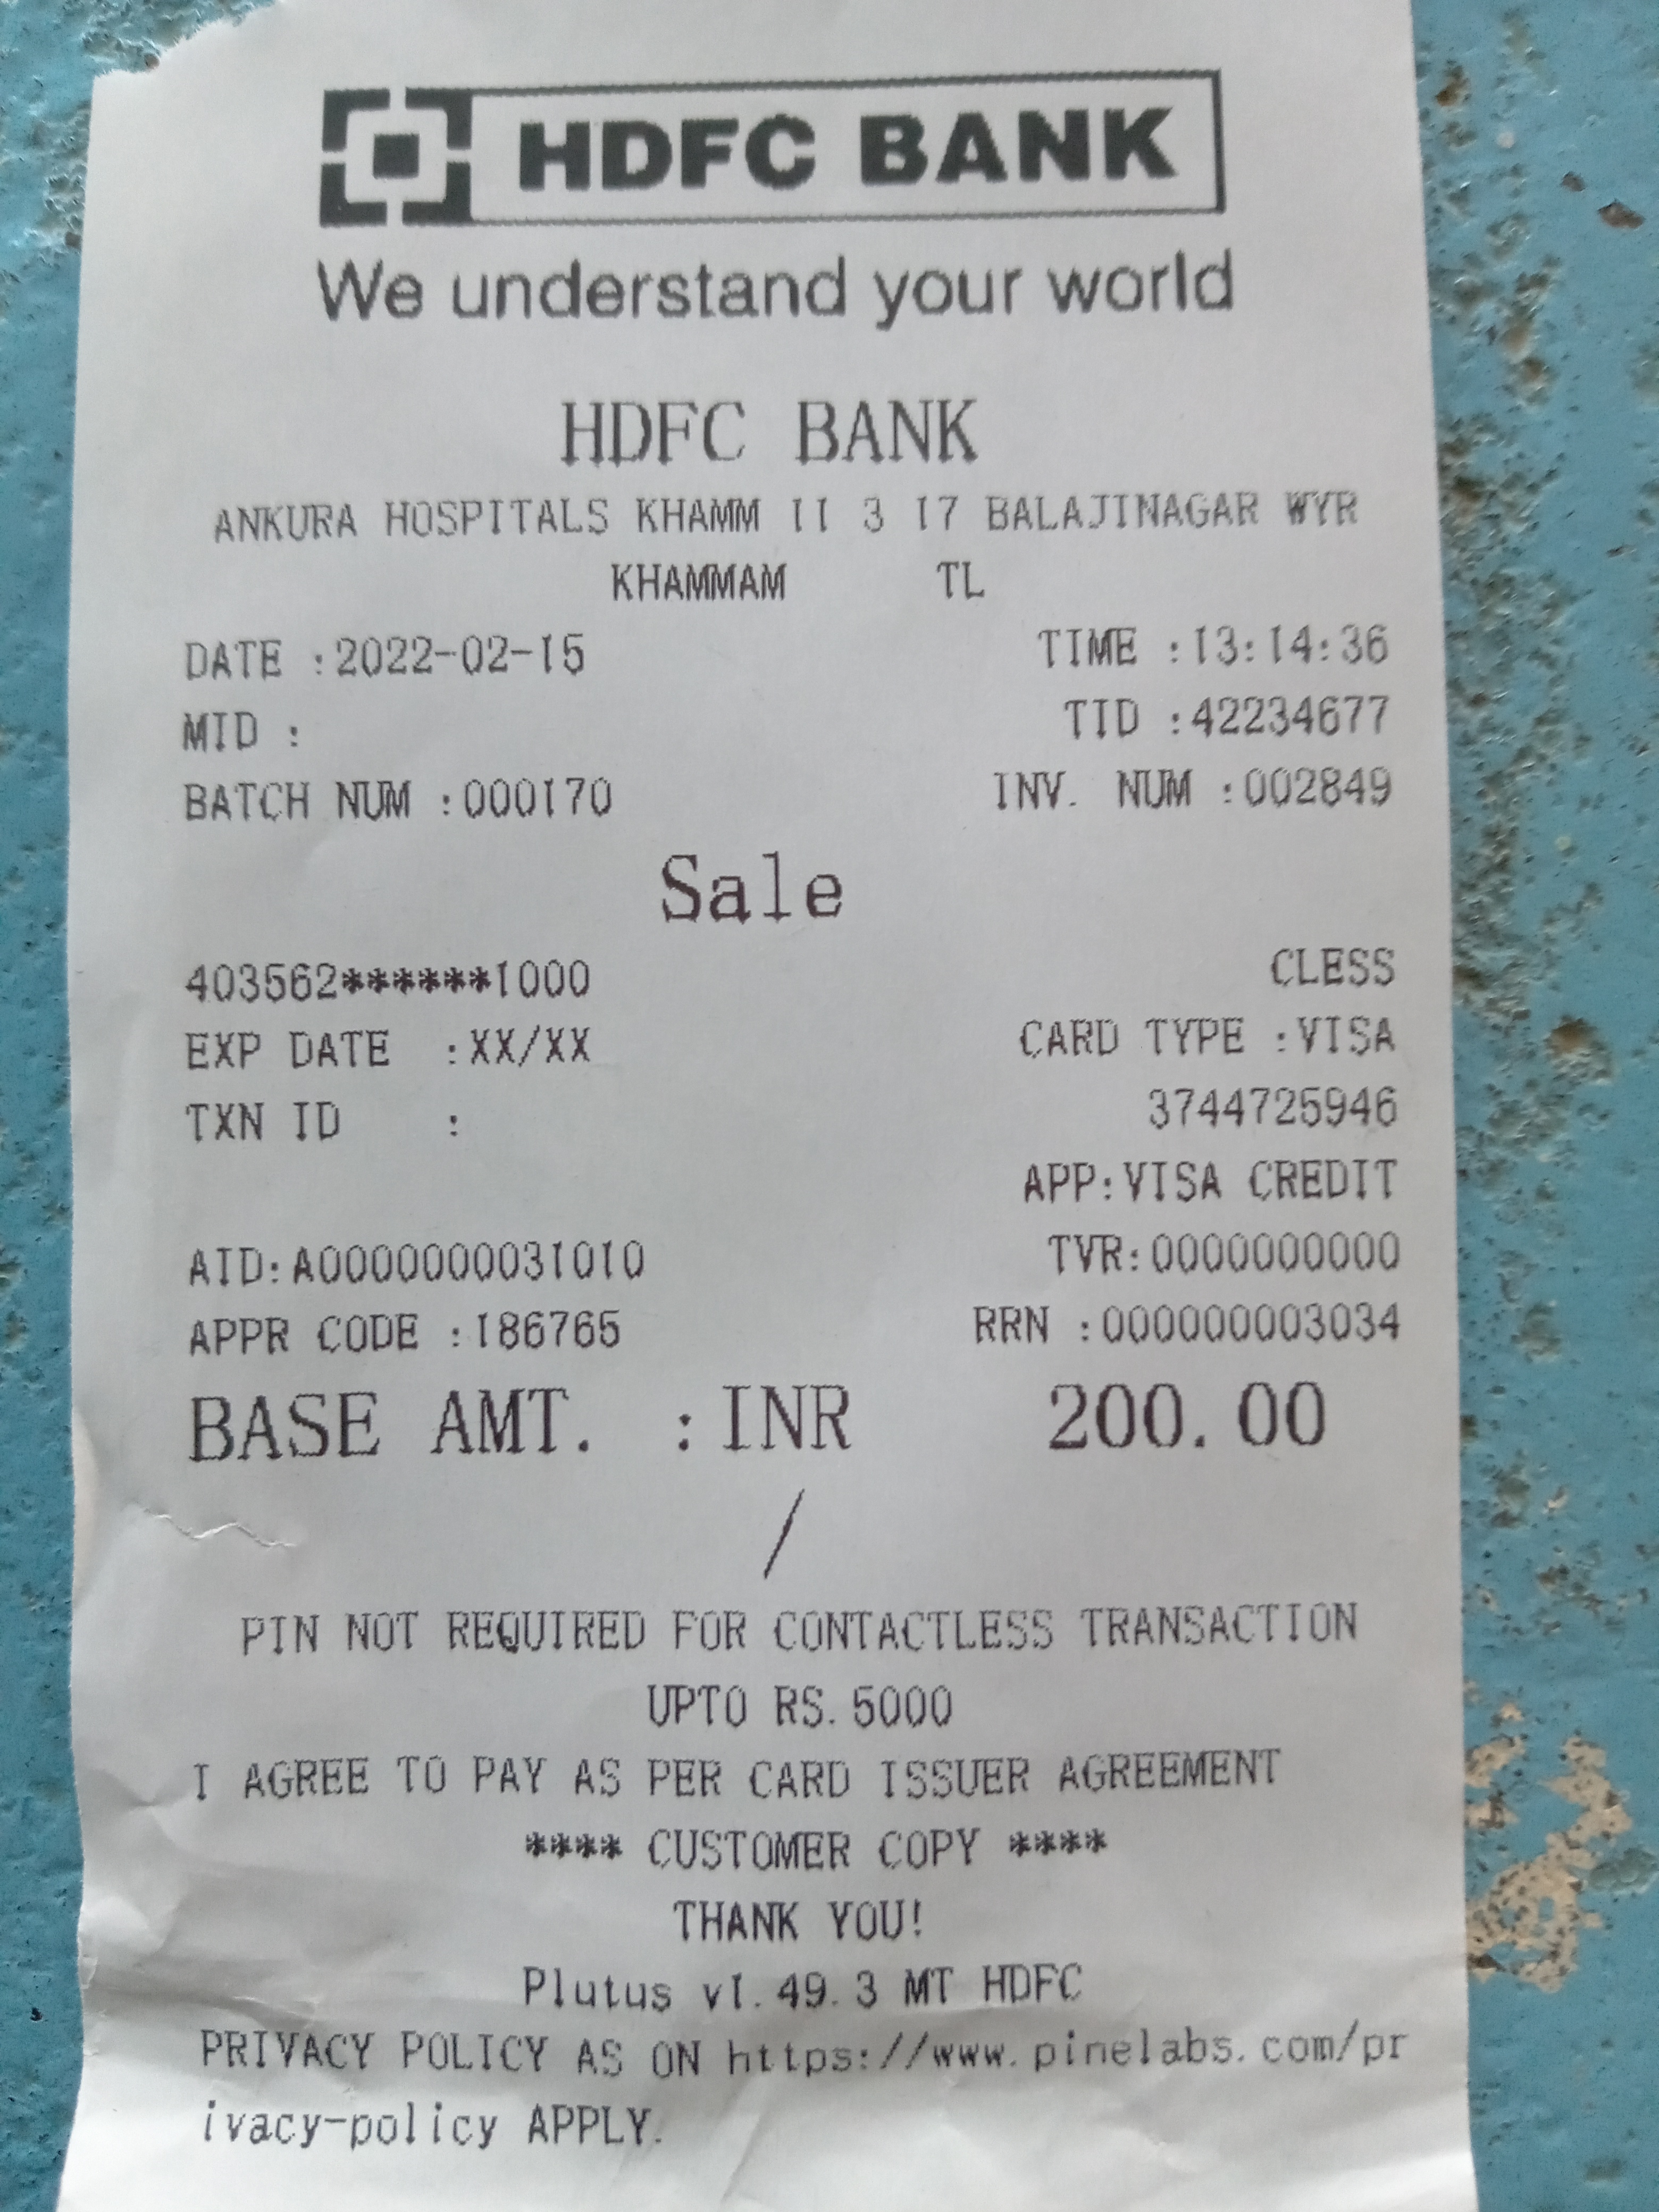 HDFC BANK
We understand your world
HDFC BANK
ANKURA HOSPITALS KHAMM 11 3 17 BALAJINAGAR WYR
KHAMMAM TL
DATE :2022-02-15 TIME :13:14:36
MID : TID :42234677
BATCH NUM :000170 INV. NUM :002849
Sale
403562******1000 CLESS
EXP DATE :XX/XX CARD TYPE :VISA
TXN ID : 3744725946
APP:VISA CREDIT
AID:A0000000031010 TVR:0000000000
APPR CODE :186765 RRN :000000003034
BASE AMT. :INR 200.00
/
PIN NOT REQUIRED FOR CONTACTLESS TRANSACTION
UPTO RS.5000
I AGREE TO PAY AS PER CARD ISSUER AGREEMENT
**** CUSTOMER COPY ****
THANK YOU!
Plutus v1.49.3 MT HDFC
PRIVACY POLICY AS ON https://www.pinelabs.com/pr
ivacy-policy APPLY.